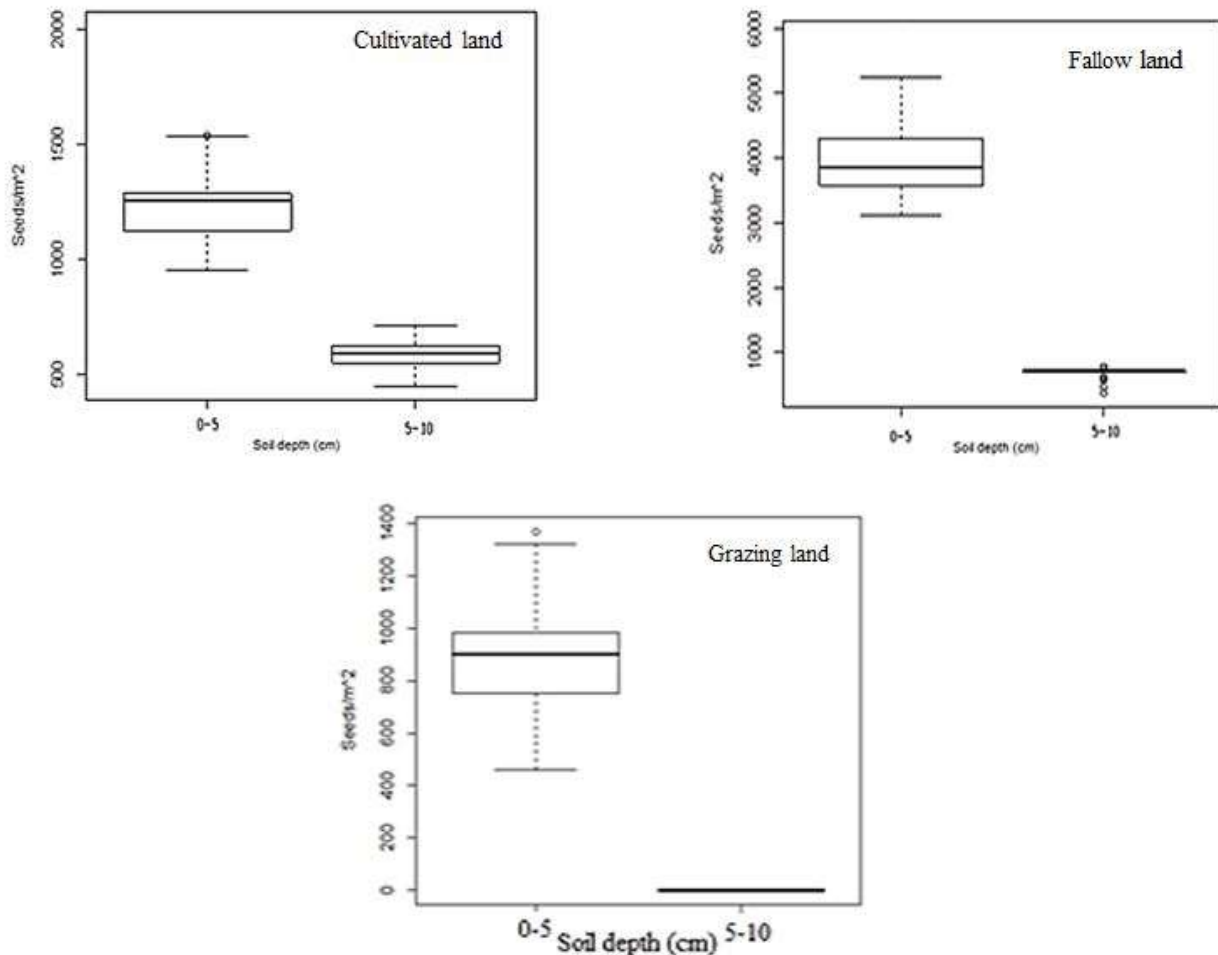 Cultivated land
Seeds/m^2
2000
1500
1000
500
0-5
5-10
Soil depth (cm)
Fallow land
Seeds/m^2
6000
5000
4000
3000
2000
1000
0-5
5-10
Soil depth (cm)
Grazing land
Seeds/m^2
1400
1200
1000
800
600
400
200
0
0-5
5-10
Soil depth (cm)